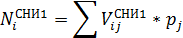 N_i^{СНИ1} = ∑ V_{ij}^{СНИ1} * p_j